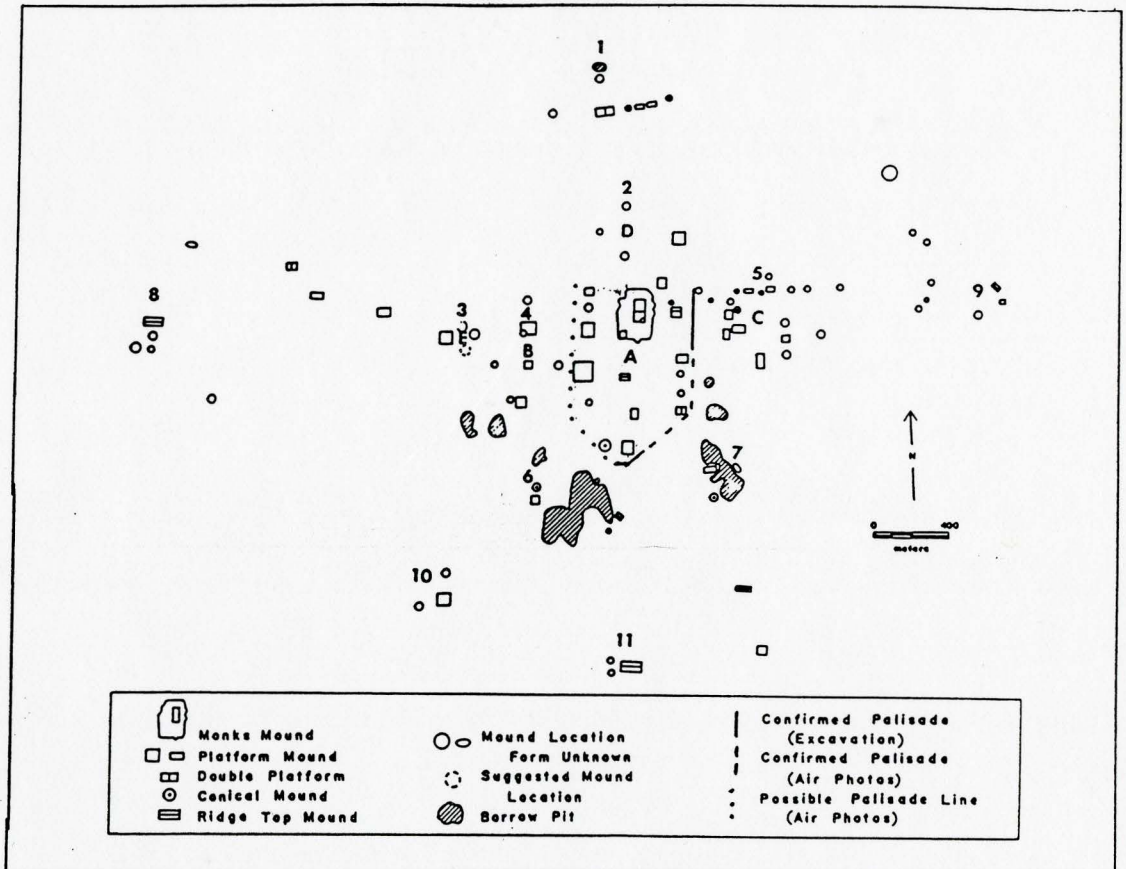 1
2
D
8
3
E
4
B
A
5
C
9
6
7
N
0 400
meters
10
11
Monks Mound
Platform Mound
Double Platform
Conical Mound
Ridge Top Mound
Mound Location
Form Unknown
Suggested Mound
Location
Borrow Pit
Confirmed Palisade
(Excavation)
Confirmed Palisade
(Air Photos)
Possible Palisade Line
(Air Photos)